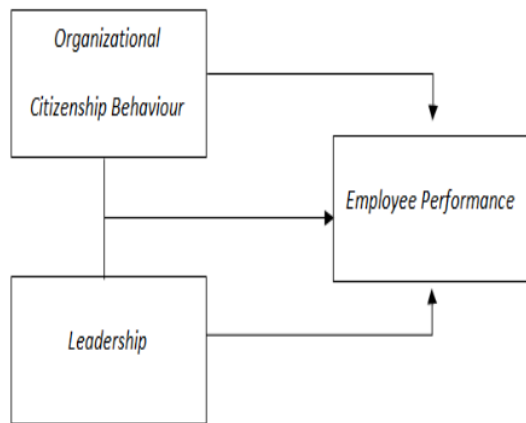 Organizational
Citizenship Behaviour
Employee Performance
Leadership